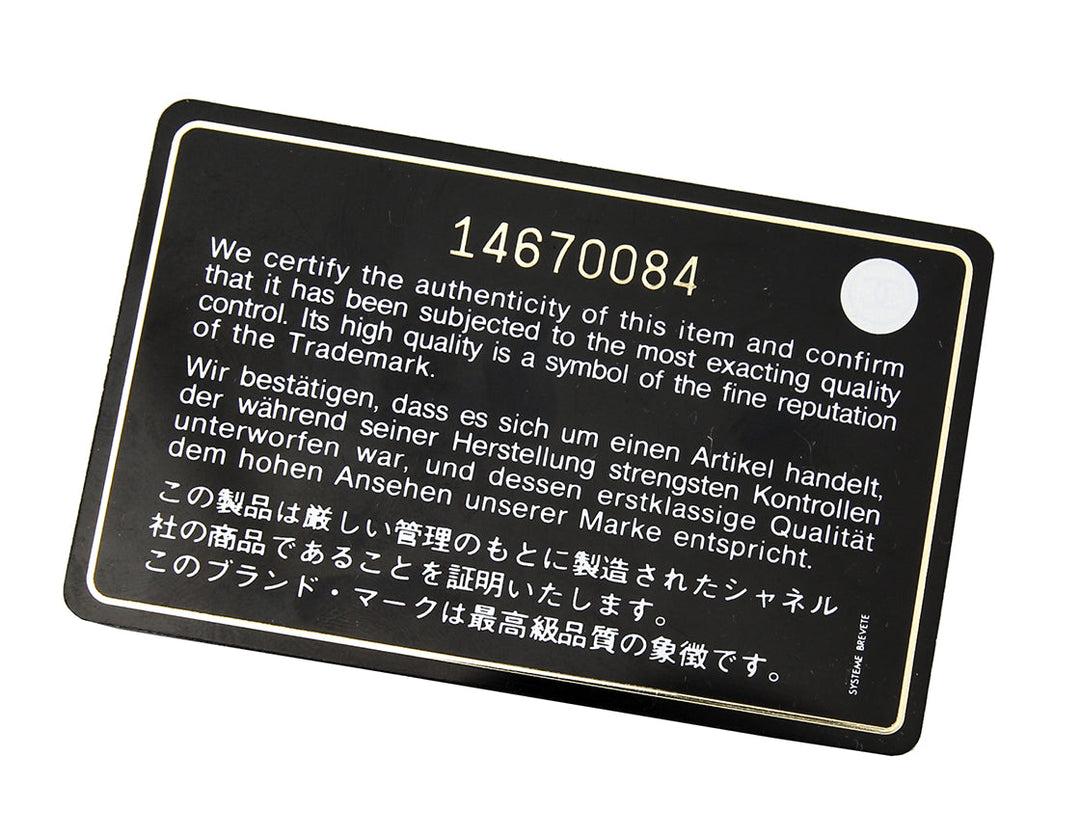 14670084
We certify the authenticity of this item and confirm
that it has been subjected to the most exacting quality
control. Its high quality is a symbol of the fine reputation
of the Trademark.
Wir bestätigen, dass es sich um einen Artikel handelt,
der während seiner Herstellung strengsten Kontrollen
unterworfen war, und dessen erstklassige Qualität
dem hohen Ansehen unserer Marke entspricht.
この製品は厳しい管理のもとに製造されたシャネル
社の商品であることを証明いたします。
このブランド・マークは最高級品質の象徴です。
SYSTEME BREVETE